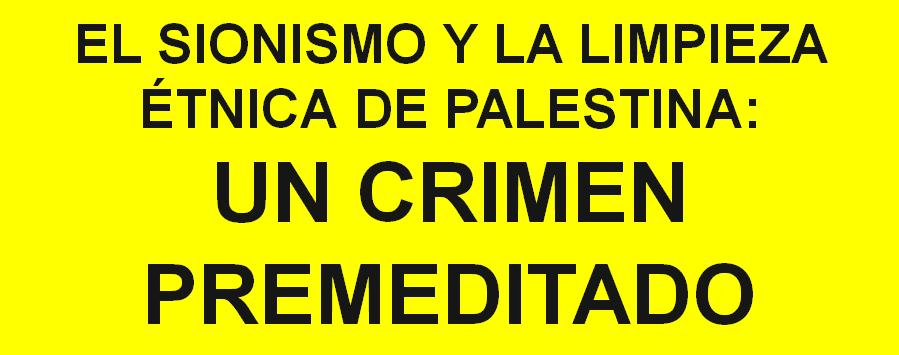 EL SIONISMO Y LA LIMPIEZA
ÉTNICA DE PALESTINA:
UN CRIMEN
PREMEDITADO